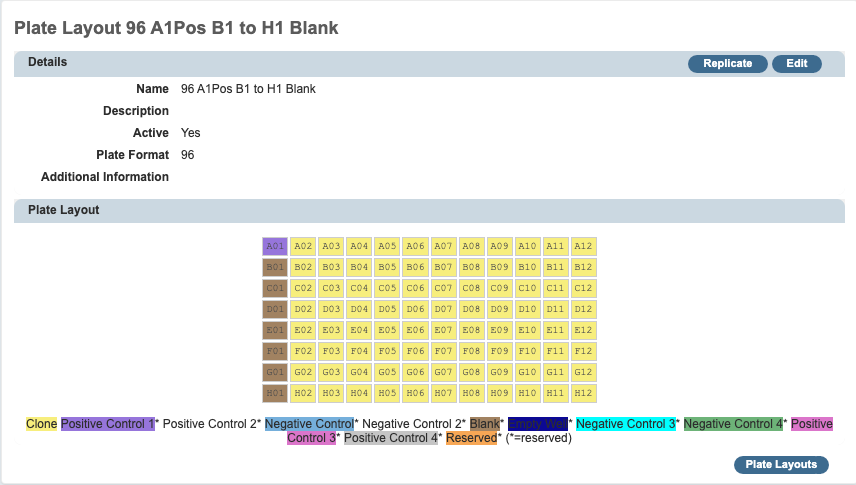 Plate Layout 96 A1Pos B1 to H1 Blank
Details Replicate Edit
Name 96 A1Pos B1 to H1 Blank
Description
Active Yes
Plate Format 96
Additional Information
Plate Layout
A01 A02 A03 A04 A05 A06 A07 A08 A09 A10 A11 A12
B01 B02 B03 B04 B05 B06 B07 B08 B09 B10 B11 B12
C01 C02 C03 C04 C05 C06 C07 C08 C09 C10 C11 C12
D01 D02 D03 D04 D05 D06 D07 D08 D09 D10 D11 D12
E01 E02 E03 E04 E05 E06 E07 E08 E09 E10 E11 E12
F01 F02 F03 F04 F05 F06 F07 F08 F09 F10 F11 F12
G01 G02 G03 G04 G05 G06 G07 G08 G09 G10 G11 G12
H01 H02 H03 H04 H05 H06 H07 H08 H09 H10 H11 H12
Clone Positive Control 1* Positive Control 2* Negative Control* Negative Control 2* Blank* Empty Well* Negative Control 3* Negative Control 4* Positive
Control 3* Positive Control 4* Reserved* (*=reserved)
Plate Layouts